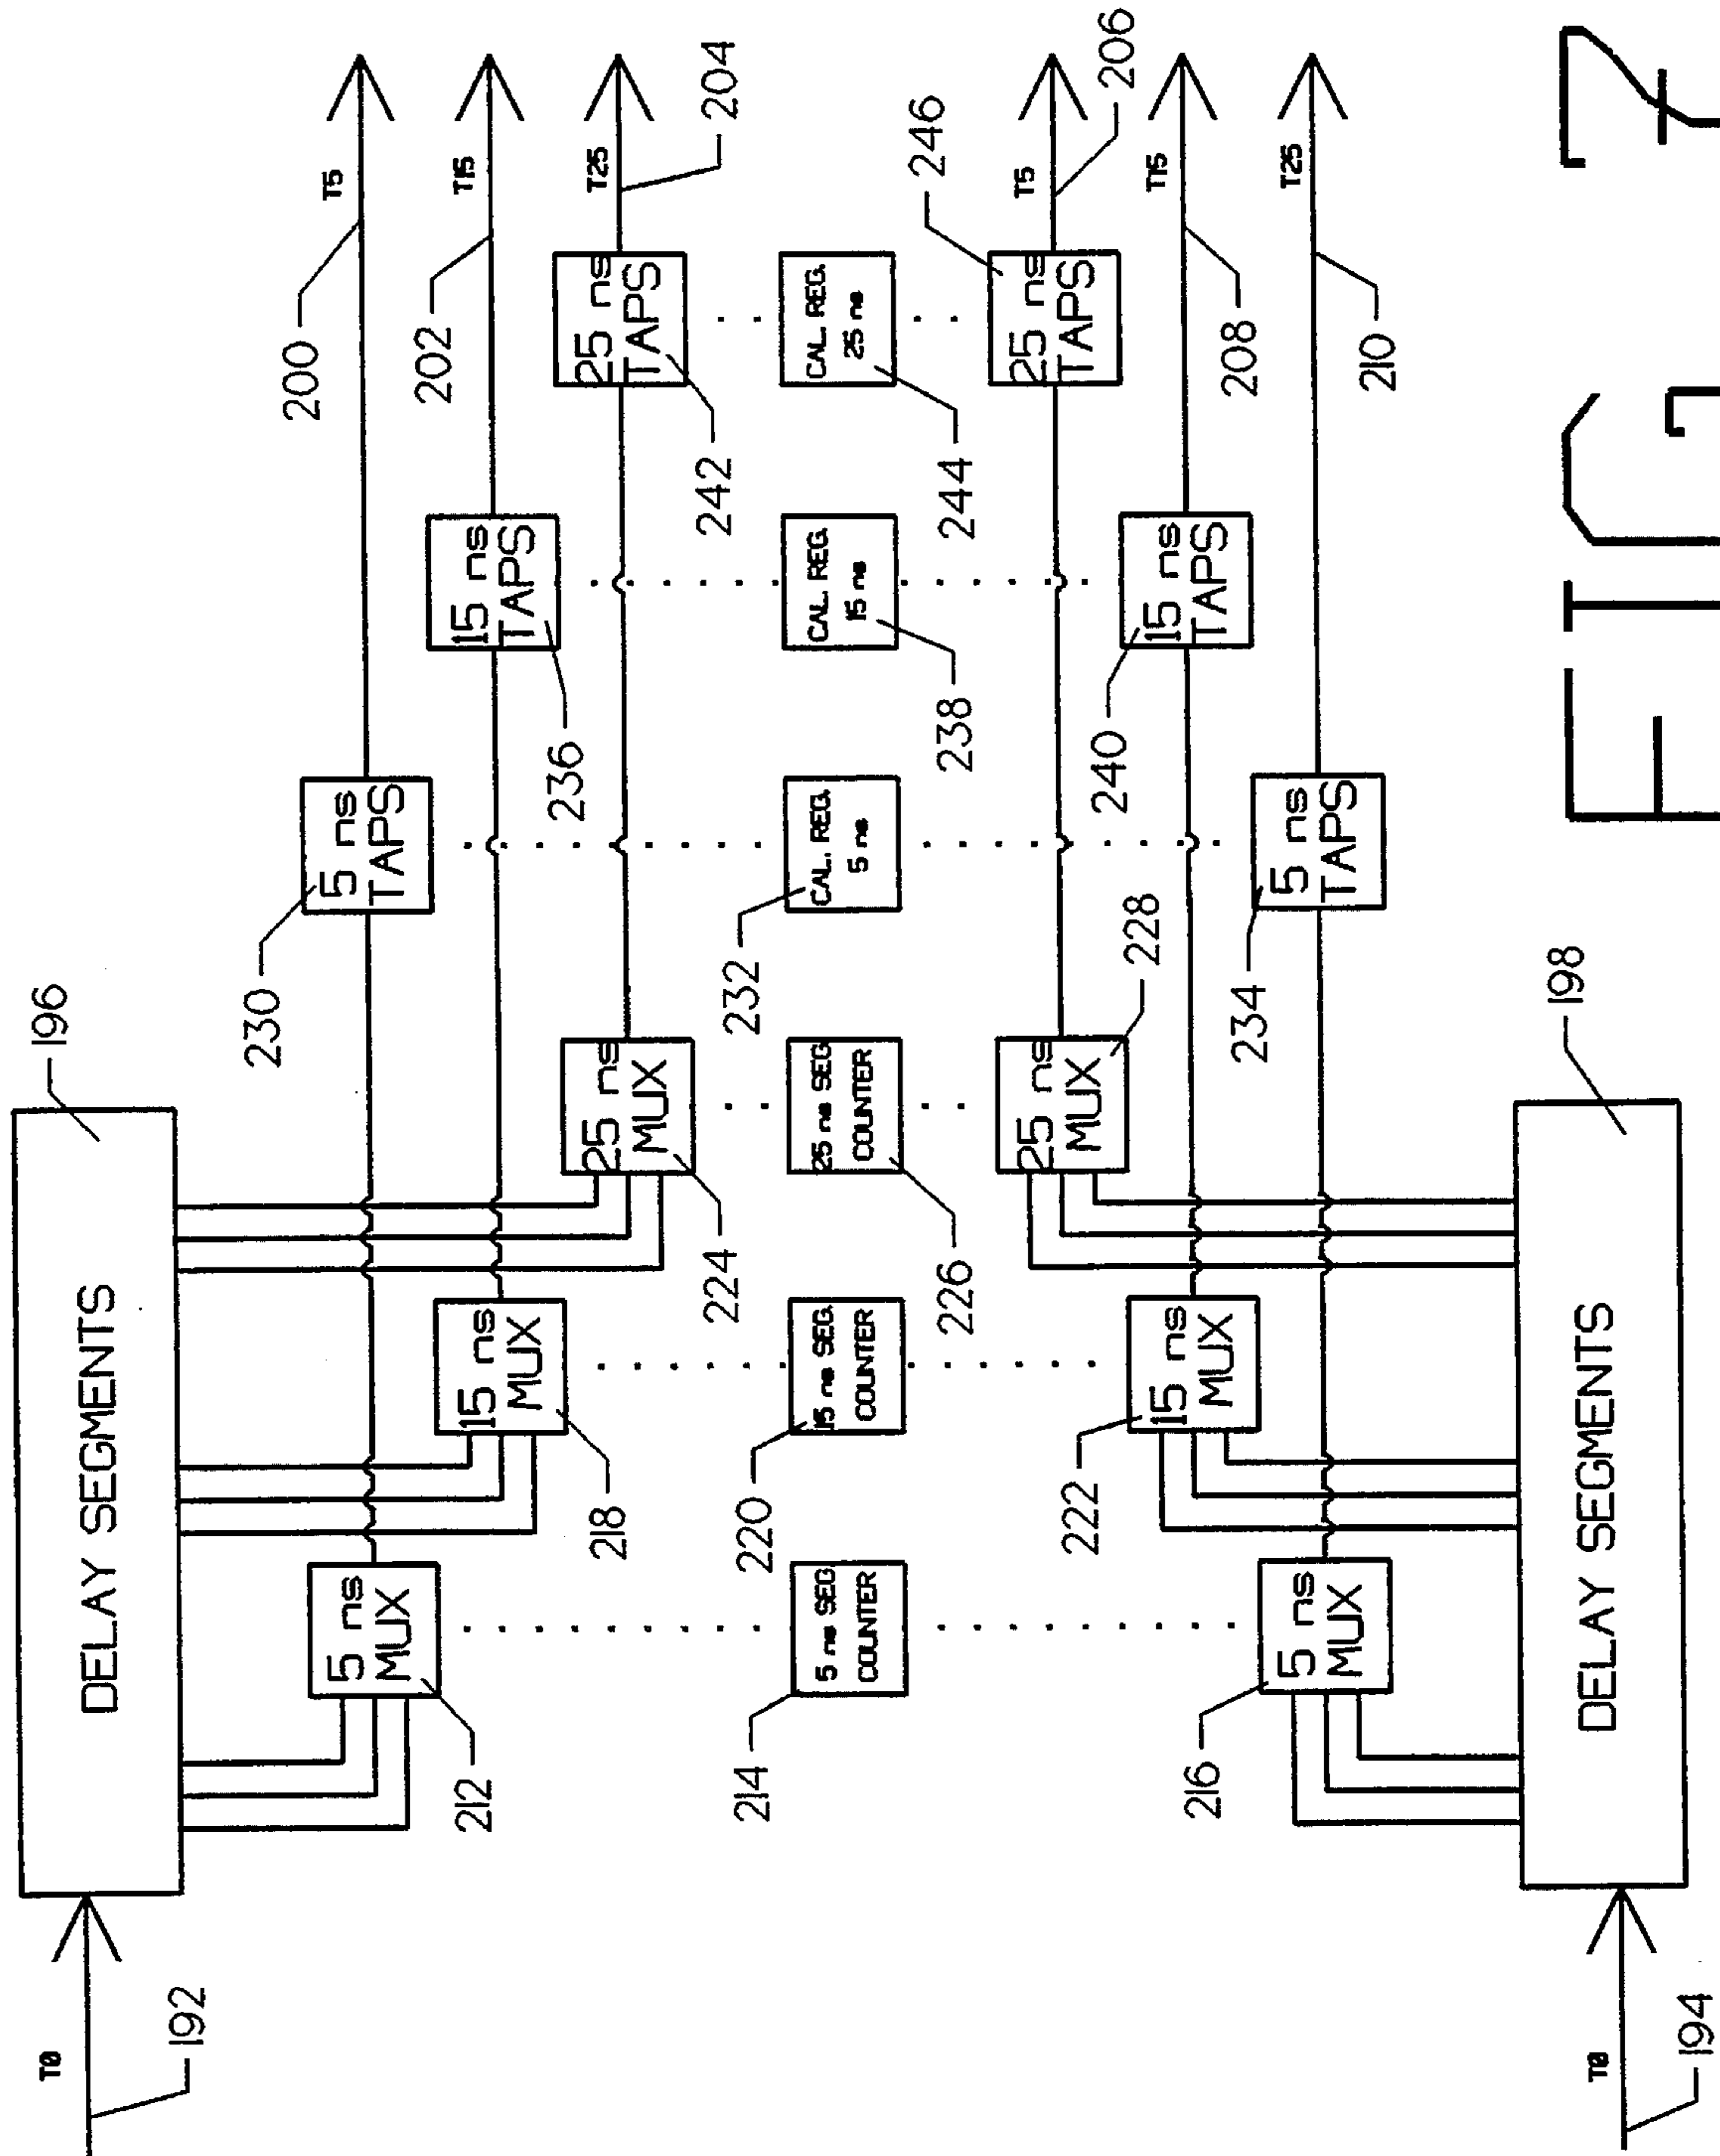 T0
192
DELAY SEGMENTS
196
5 ns
MUX
212
15 ns
MUX
218
25 ns
MUX
224
5 ns
TAPS
230
15 ns
TAPS
236
25 ns
TAPS
242
T5
200
T15
202
T25
204
5 ns SEG
COUNTER
214
15 ns SEG.
COUNTER
220
25 ns SEG.
COUNTER
226
CAL. REG.
5 ns
232
CAL. REG.
15 ns
238
CAL. REG.
25 ns
244
25 ns
MUX
228
25 ns
TAPS
246
T5
206
15 ns
MUX
222
15 ns
TAPS
240
T15
208
5 ns
MUX
216
5 ns
TAPS
234
T25
210
T0
194
DELAY SEGMENTS
198
FIG. 7